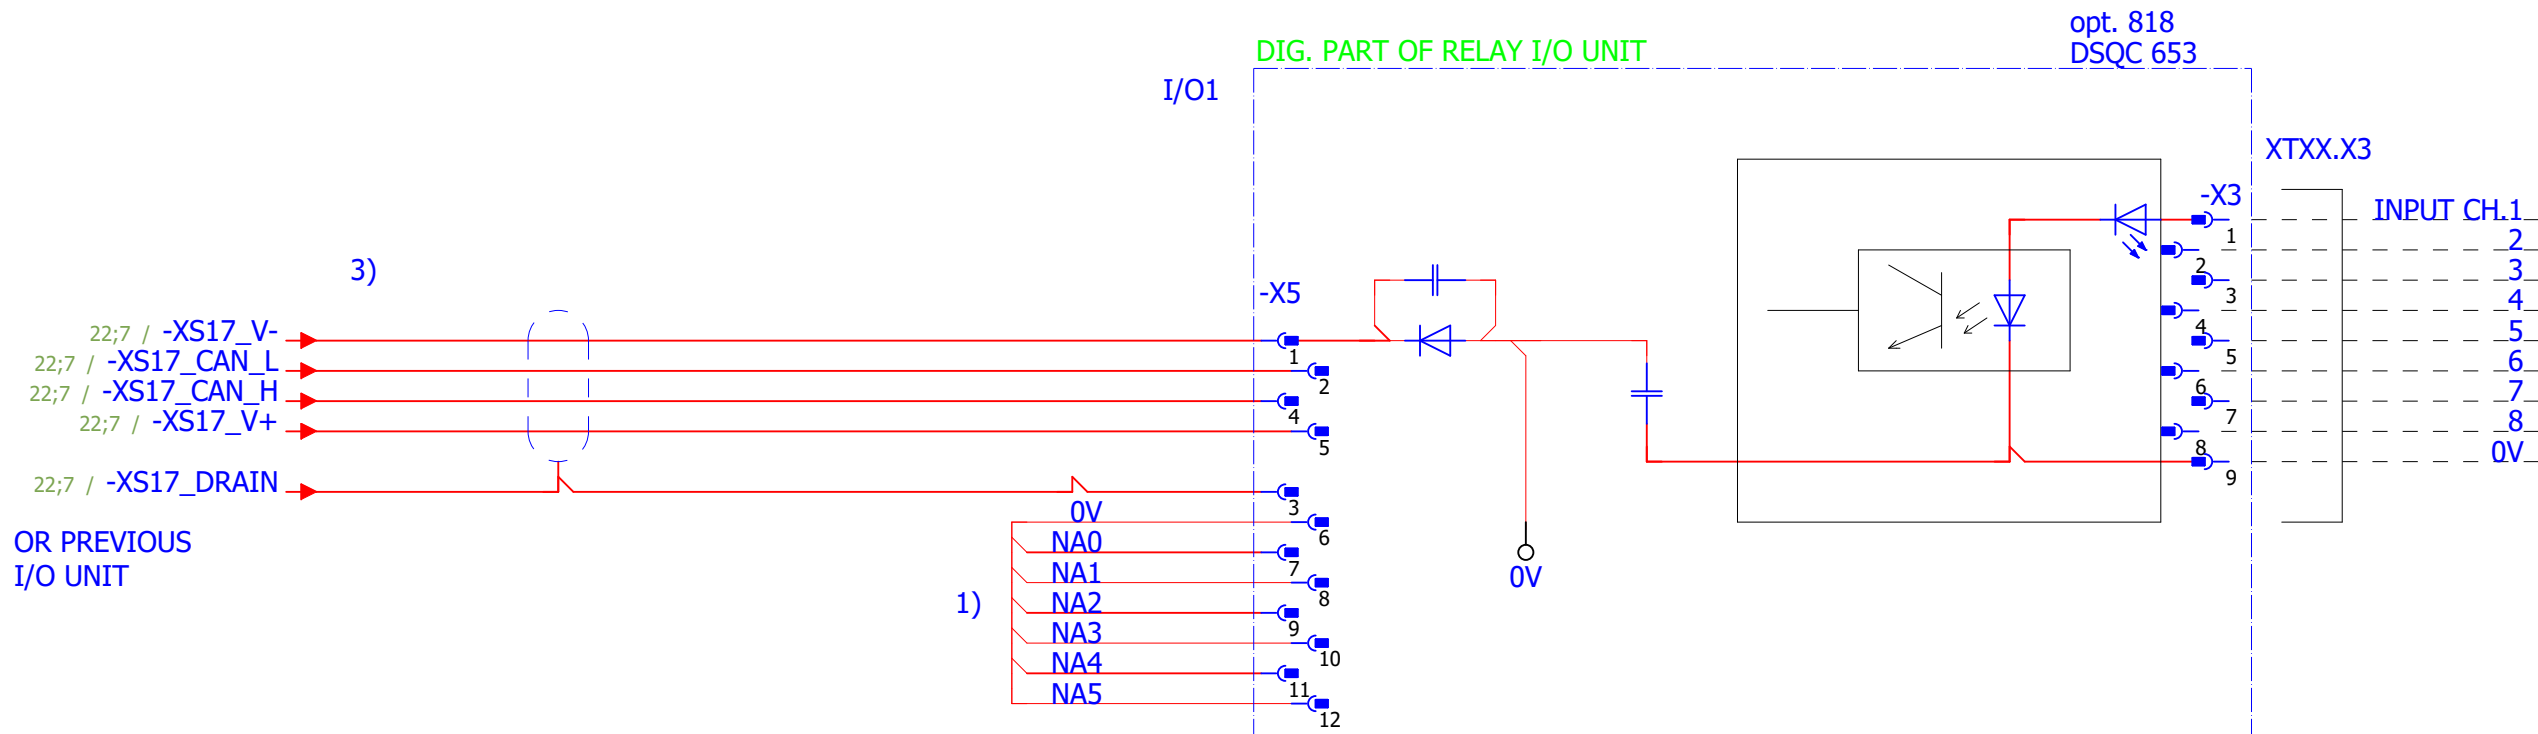 opt. 818
DSQC 653
DIG. PART OF RELAY I/O UNIT
I/O1
XTXX.X3
-X3
INPUT CH.1
1
2
2
3
3
4
4
5
5
6
6
7
7
8
8
0V
9
3)
-X5
22;7 / -XS17_V-
1
22;7 / -XS17_CAN_L
2
22;7 / -XS17_CAN_H
4
22;7 / -XS17_V+
5
22;7 / -XS17_DRAIN
3
OR PREVIOUS
I/O UNIT
0V
6
NA0
7
NA1
8
1)
NA2
9
NA3
10
NA4
11
NA5
12
0V